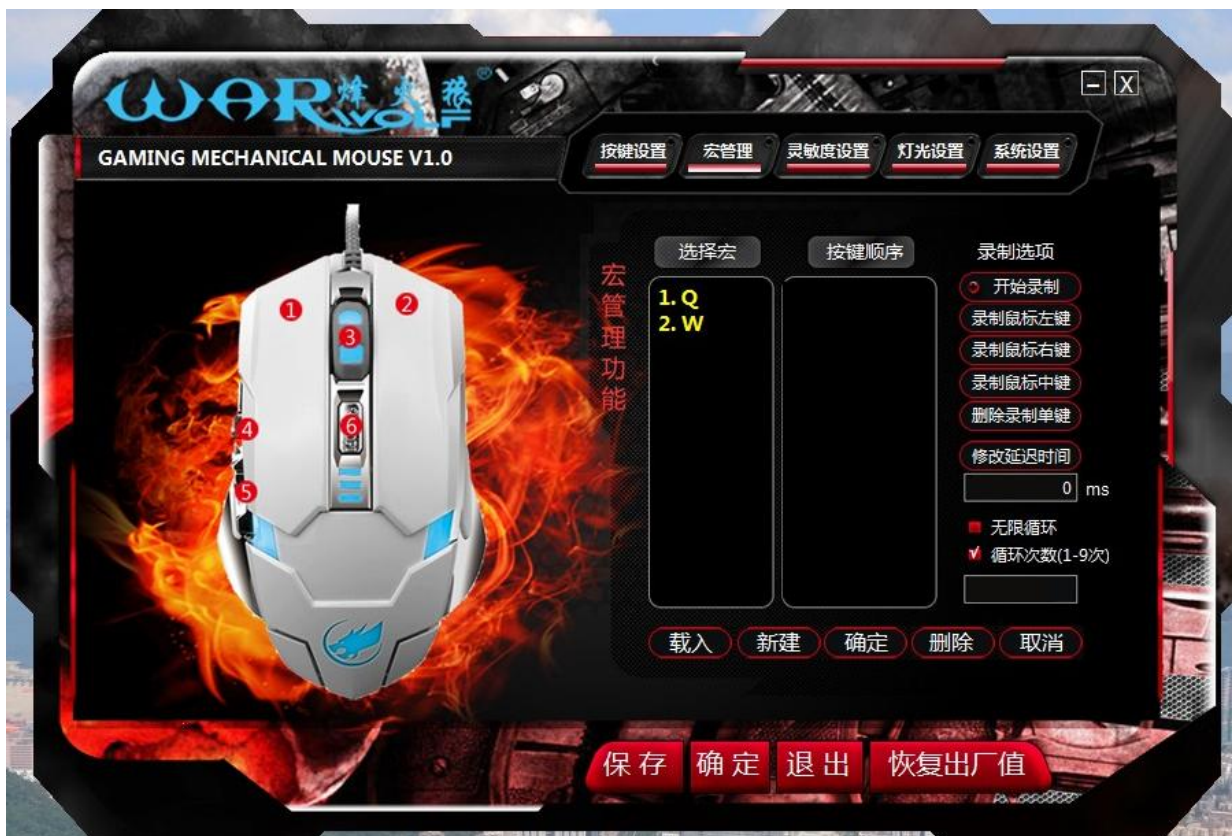 WAR WOLF 烽火狼®
GAMING MECHANICAL MOUSE V1.0
按键设置 宏管理 灵敏度设置 灯光设置 系统设置
- X
1 2
3
4 6
5
宏管理功能
选择宏 按键顺序 录制选项
1. Q
2. W
开始录制
录制鼠标左键
录制鼠标右键
录制鼠标中键
删除录制单键
修改延迟时间
0 ms
无限循环
循环次数(1-9次)
载入 新建 确定 删除 取消
保存 确定 退出 恢复出厂值